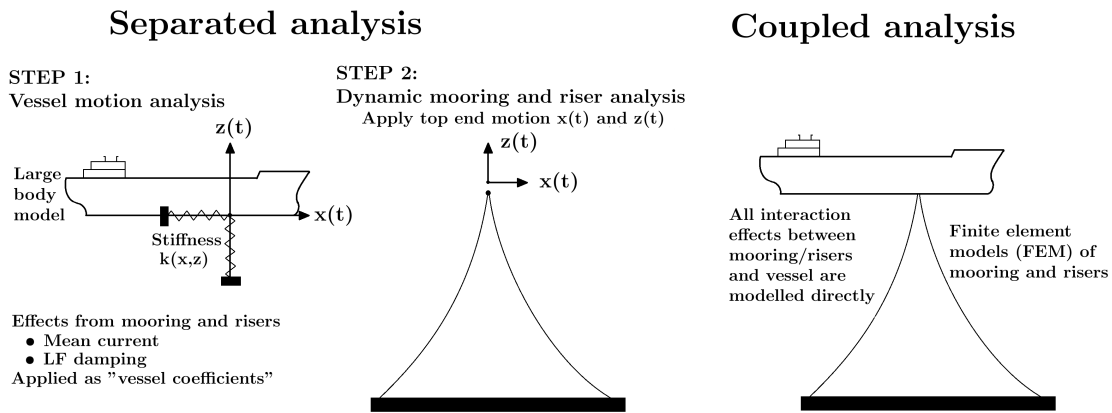 Separated analysis
STEP 1:
Vessel motion analysis
z(t)
Large
body
model
x(t)
Stiffness
k(x,z)
Effects from mooring and risers
● Mean current
● LF damping
Applied as ”vessel coefficients”
STEP 2:
Dynamic mooring and riser analysis
Apply top end motion x(t) and z(t)
z(t)
x(t)
Coupled analysis
All interaction
effects between
mooring/risers
and vessel are
modelled directly
Finite element
models (FEM) of
mooring and risers